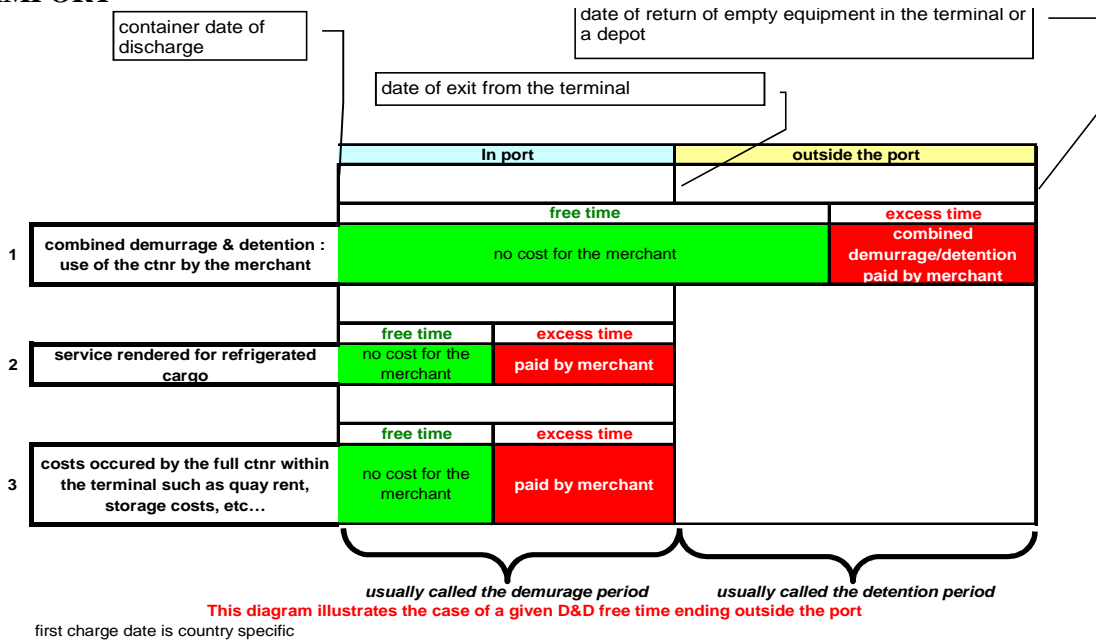 IMPORT
container date of
discharge
date of return of empty equipment in the terminal or
a depot
date of exit from the terminal
In port
outside the port
free time
excess time
1
combined demurrage & detention :
use of the ctnr by the merchant
no cost for the merchant
combined
demurrage/detention
paid by merchant
free time
excess time
2
service rendered for refrigerated
cargo
no cost for the
merchant
paid by merchant
free time
excess time
3
costs occured by the full ctnr within
the terminal such as quay rent,
storage costs, etc…
no cost for the
merchant
paid by merchant
usually called the demurage period
usually called the detention period
This diagram illustrates the case of a given D&D free time ending outside the port
first charge date is country specific